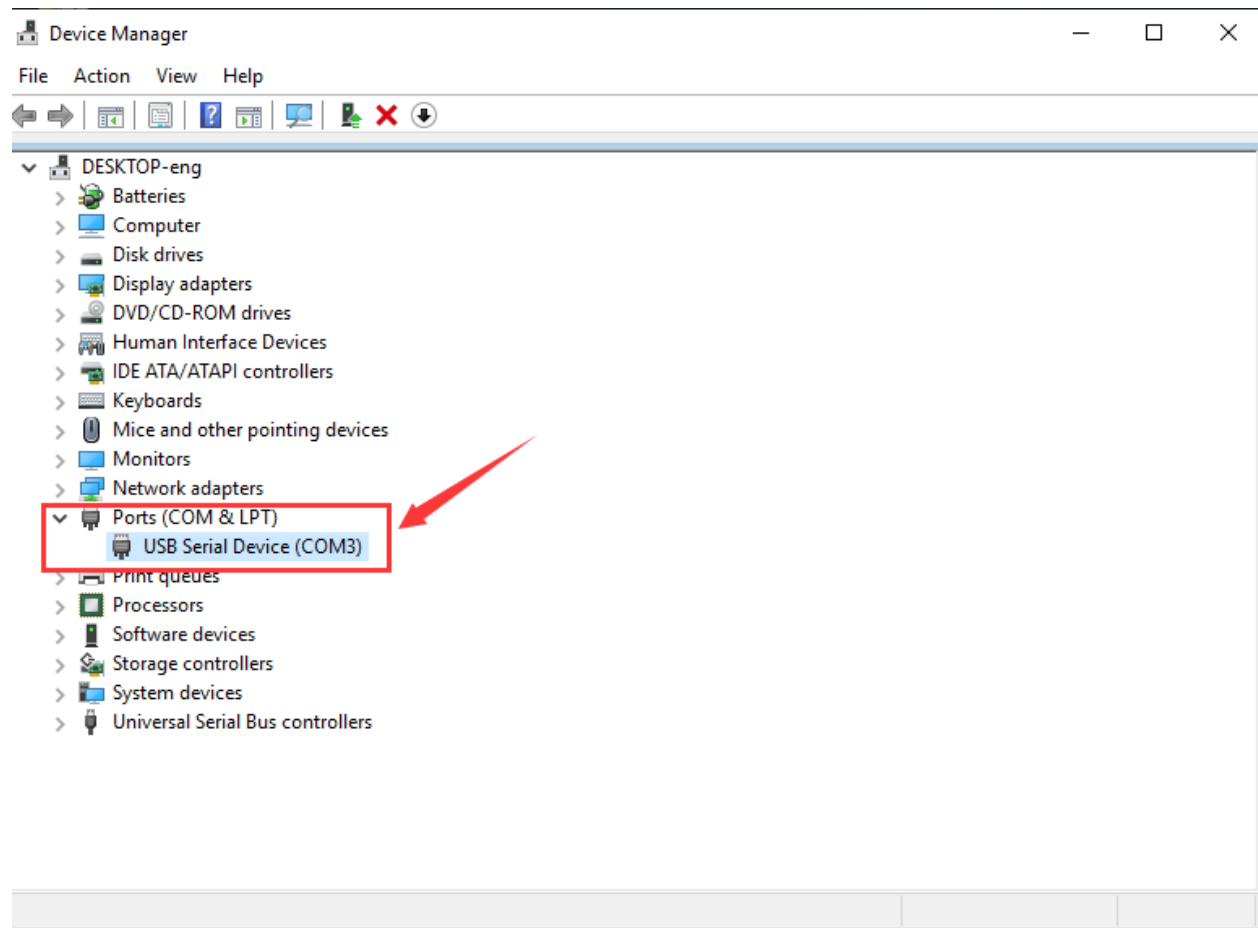 Device Manager
File Action View Help
DESKTOP-eng
Batteries
Computer
Disk drives
Display adapters
DVD/CD-ROM drives
Human Interface Devices
IDE ATA/ATAPI controllers
Keyboards
Mice and other pointing devices
Monitors
Network adapters
Ports (COM & LPT)
USB Serial Device (COM3)
Print queues
Processors
Software devices
Storage controllers
System devices
Universal Serial Bus controllers